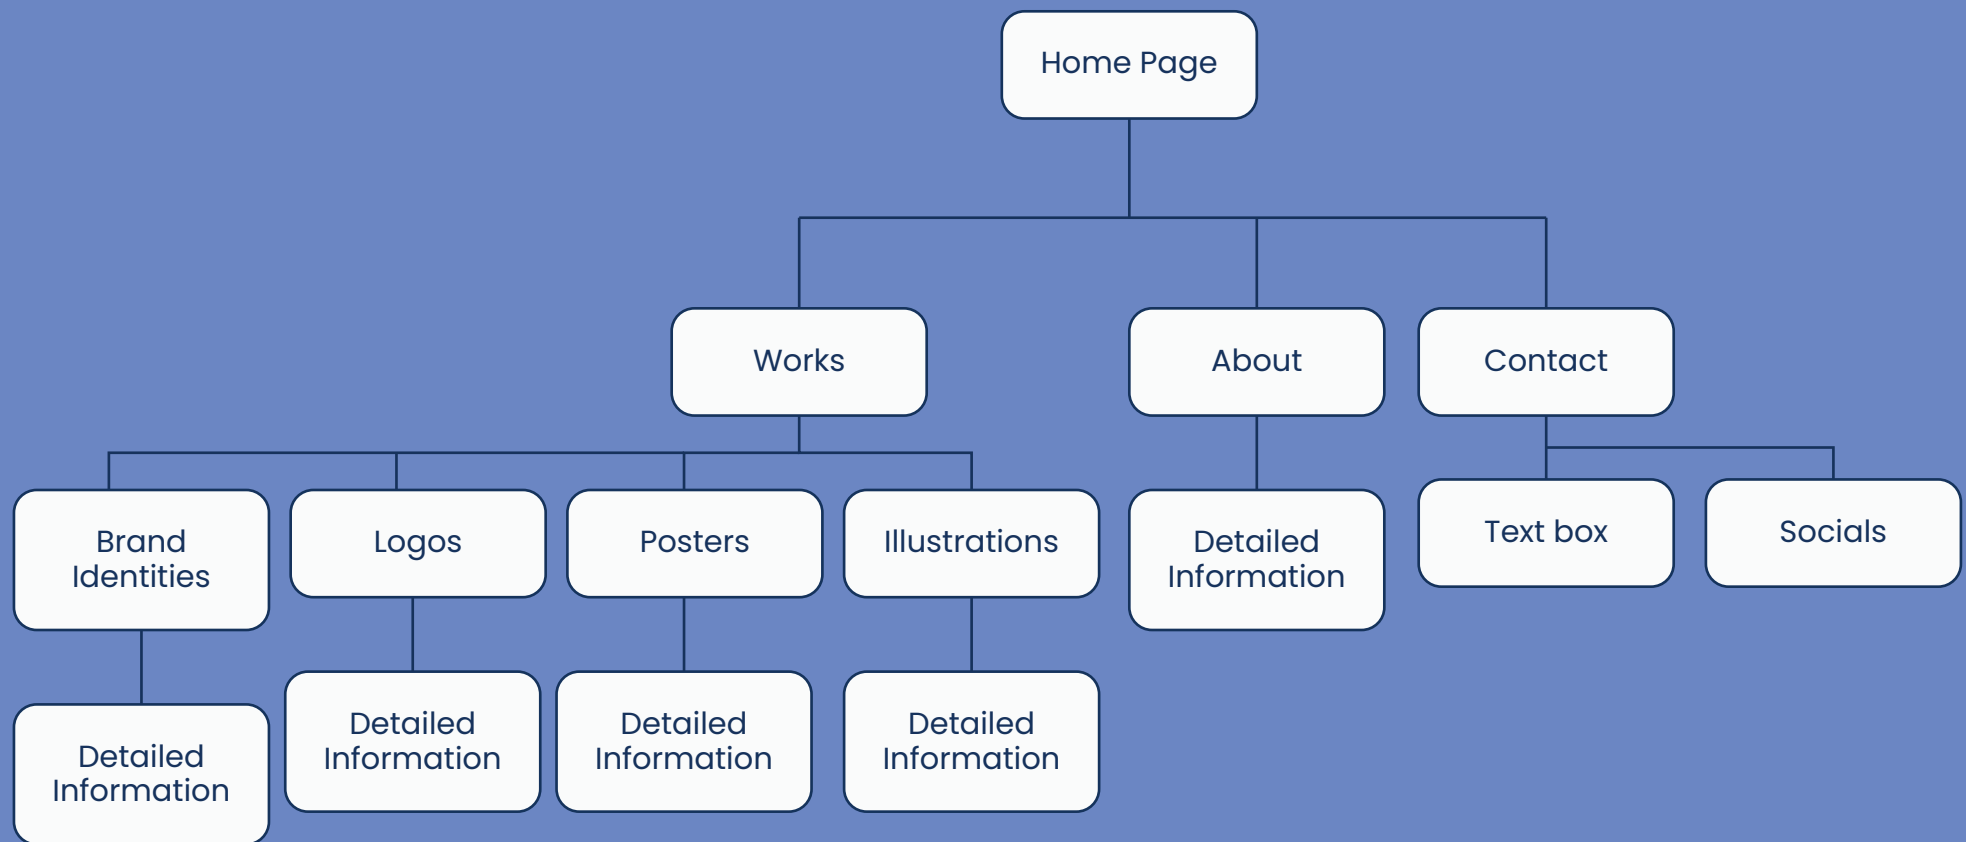 Home Page
Works
About
Contact
Brand
Identities
Logos
Posters
Illustrations
Detailed
Information
Text box
Socials
Detailed
Information
Detailed
Information
Detailed
Information
Detailed
Information